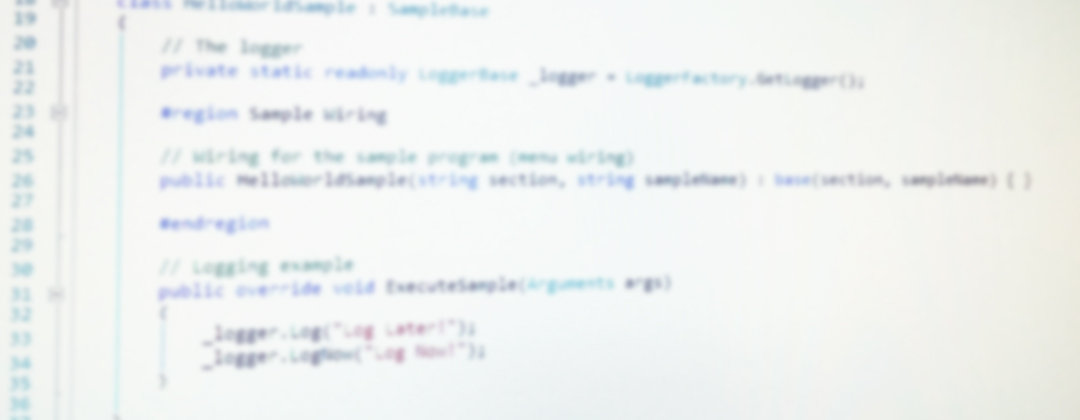 18 class HelloWorldSample : SampleBase
19 {
20 // The logger
21 private static readonly LoggerBase _logger = LoggerFactory.GetLogger();
22
23 #region Sample Wiring
24
25 // Wiring for the sample program (menu wiring)
26 public HelloWorldSample(string section, string sampleName) : base(section, sampleName) { }
27
28 #endregion
29
30 // Logging example
31 public override void ExecuteSample(Arguments args)
32 {
33 _logger.Log("Log Later!");
34 _logger.LogNow("Log Now!");
35 }
36